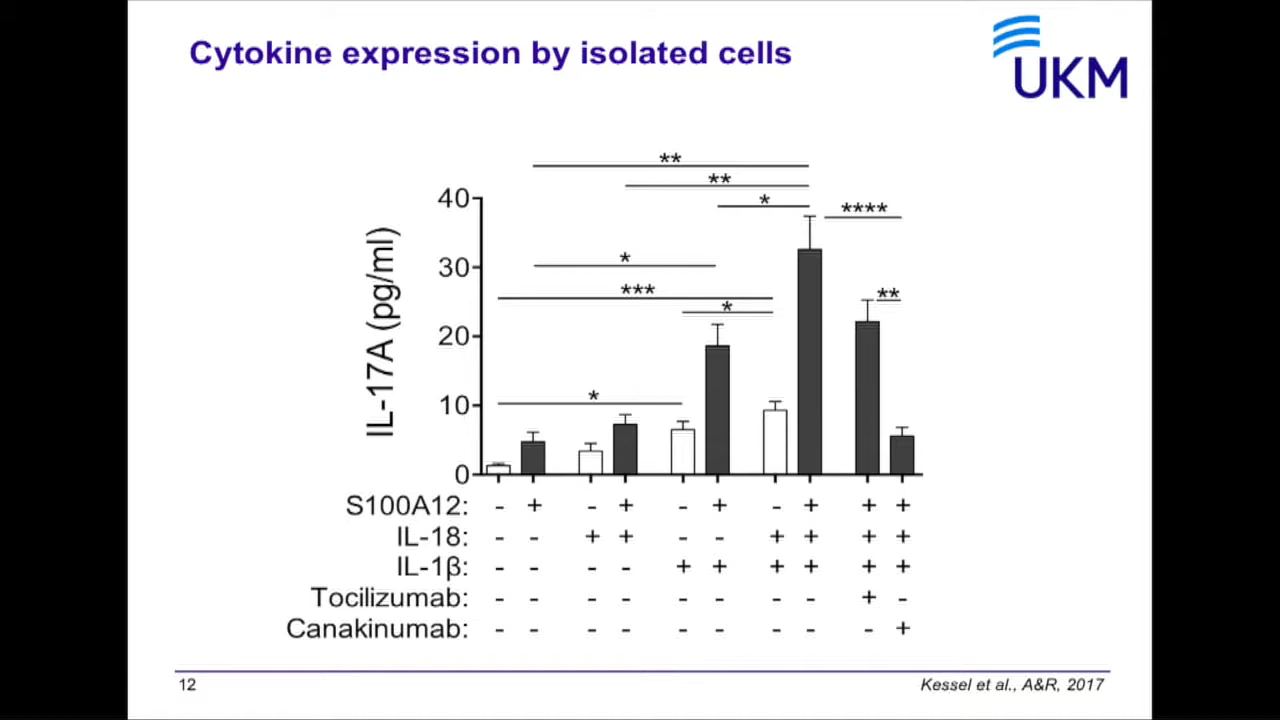 Cytokine expression by isolated cells
UKM
**
**
*
****
*
***
*
**
*
IL-17A (pg/ml)
40
30
20
10
0
S100A12: - + - + - + - + + +
IL-18: - - + + - - + + + +
IL-1β: - - - - + + + + + +
Tocilizumab: - - - - - - - - + -
Canakinumab: - - - - - - - - - +
12
Kessel et al., A&R, 2017